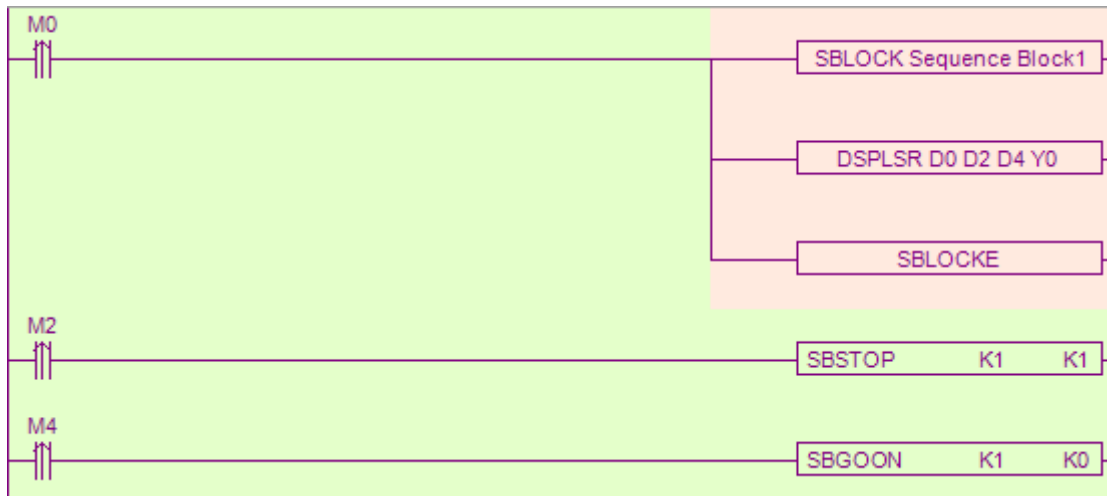 M0
SBLOCK Sequence Block1
DSPLSR D0 D2 D4 Y0
SBLOCKE
M2
SBSTOP K1 K1
M4
SBGOON K1 K0